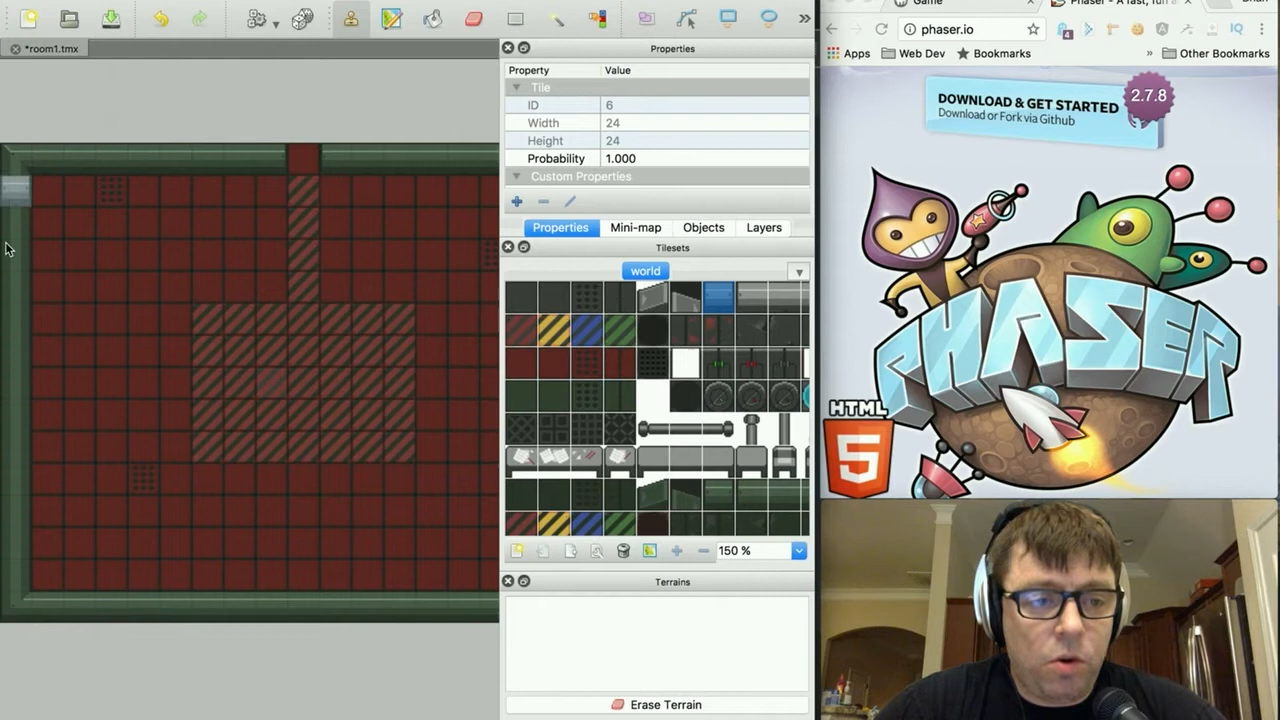 *room1.tmx
Properties
Property Value
Tile
ID 6
Width 24
Height 24
Probability 1.000
Custom Properties
Properties Mini-map Objects Layers
Tilesets
world
150 %
Terrains
Erase Terrain
Game
Phaser - A fast, fun
phaser.io
4
IQ
Apps Web Dev Bookmarks » Other Bookmarks
DOWNLOAD & GET STARTED
Download or Fork via Github
2.7.8
PHASER
HTML
5